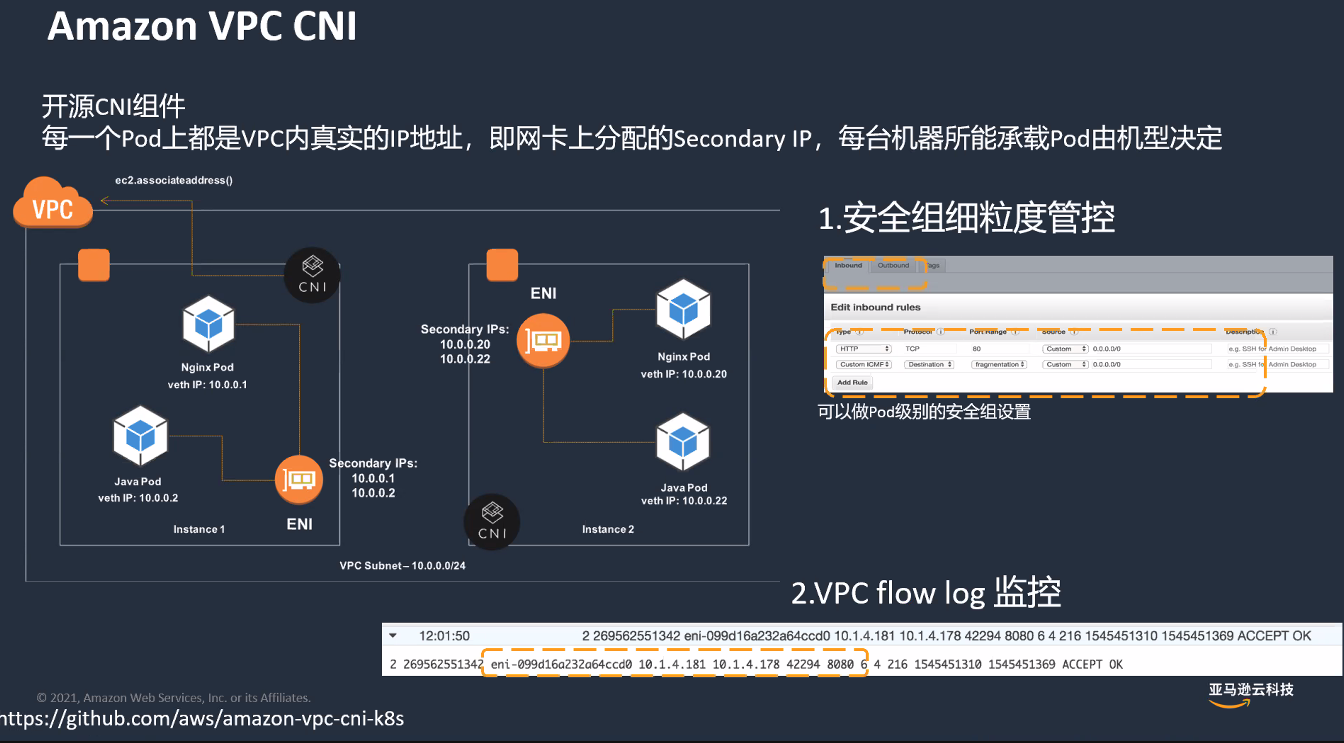 Amazon VPC CNI
开源CNI组件
每一个Pod上都是VPC内真实的IP地址，即网卡上分配的Secondary IP，每台机器所能承载Pod由机型决定
ec2.associateaddress()
VPC
CNI
Nginx Pod
veth IP: 10.0.0.1
Java Pod
veth IP: 10.0.0.2
Secondary IPs:
10.0.0.1
10.0.0.2
ENI
Instance 1
ENI
Secondary IPs:
10.0.0.20
10.0.0.22
Nginx Pod
veth IP: 10.0.0.20
Java Pod
veth IP: 10.0.0.22
CNI
Instance 2
VPC Subnet – 10.0.0.0/24
1.安全组细粒度管控
Inbound Outbound Tags
Edit inbound rules
Type Protocol Port Range Source Description
HTTP TCP 80 Custom 0.0.0.0/0 e.g. SSH for Admin Desktop
Custom ICMF Destination fragmentation Custom 0.0.0.0/0 e.g. SSH for Admin Desktop
Add Rule
可以做Pod级别的安全组设置
2.VPC flow log 监控
12:01:50 2 269562551342 eni-099d16a232a64ccd0 10.1.4.181 10.1.4.178 42294 8080 6 4 216 1545451310 1545451369 ACCEPT OK
2 269562551342 eni-099d16a232a64ccd0 10.1.4.181 10.1.4.178 42294 8080 6 4 216 1545451310 1545451369 ACCEPT OK
© 2021, Amazon Web Services, Inc. or its Affiliates.
亚马逊云科技
https://github.com/aws/amazon-vpc-cni-k8s